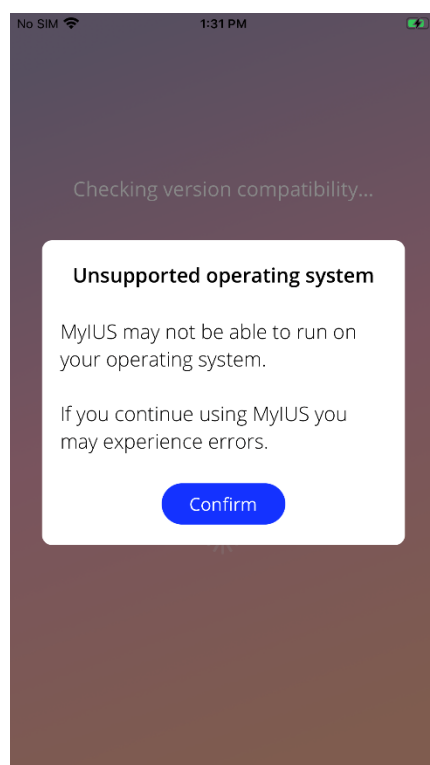 No SIM 1:31 PM
Checking version compatibility...
Unsupported operating system
MyIUS may not be able to run on
your operating system.
If you continue using MyIUS you
may experience errors.
Confirm